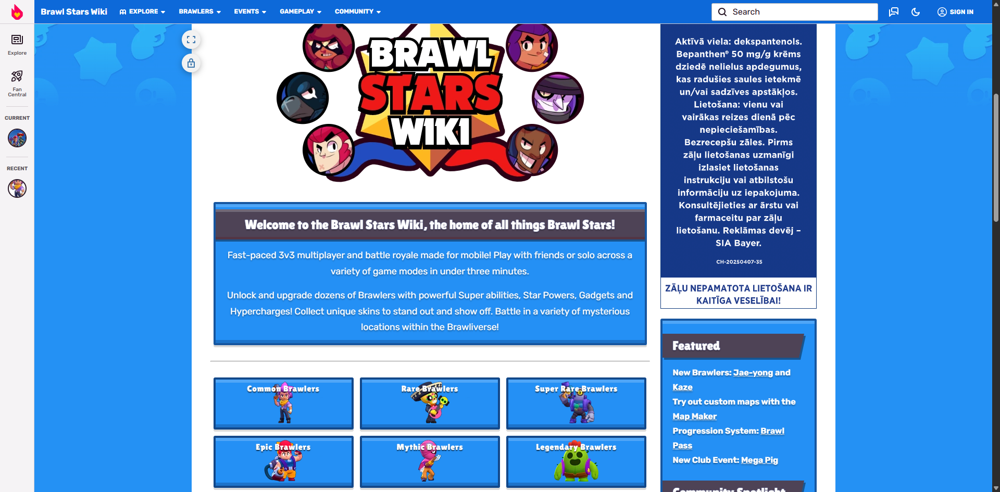 Brawl Stars Wiki
EXPLORE
BRAWLERS
EVENTS
GAMEPLAY
COMMUNITY
Search
SIGN IN
Explore
Fan
Central
CURRENT
RECENT
BRAWL
STARS
WIKI
Welcome to the Brawl Stars Wiki, the home of all things Brawl Stars!
Fast-paced 3v3 multiplayer and battle royale made for mobile! Play with friends or solo across a
variety of game modes in under three minutes.
Unlock and upgrade dozens of Brawlers with powerful Super abilities, Star Powers, Gadgets and
Hypercharges! Collect unique skins to stand out and show off. Battle in a variety of mysterious
locations within the Brawliverse!
Common Brawlers
Rare Brawlers
Super Rare Brawlers
Epic Brawlers
Mythic Brawlers
Legendary Brawlers
Aktīvā viela: dekspantenols.
Bepanthen® 50 mg/g krēms
dziedē nelielus apdegumus,
kas radušies saules ietekmē
un/vai sadzīves apstākļos.
Lietošana: vienu vai
vairākas reizes dienā pēc
nepieciešamības.
Bezrecepšu zāles. Pirms
zāļu lietošanas uzmanīgi
izlasiet lietošanas
instrukciju vai atbilstošu
informāciju uz iepakojuma.
Konsultējieties ar ārstu vai
farmaceitu par zāļu
lietošanu. Reklāmas devēj –
SIA Bayer.
CH-20250407-35
ZĀĻU NEPAMATOTA LIETOŠANA IR
KAITĪGA VESELĪBAI!
Featured
New Brawlers: Jae-yong and
Kaze
Try out custom maps with the
Map Maker
Progression System: Brawl
Pass
New Club Event: Mega Pig
Community Spotlight